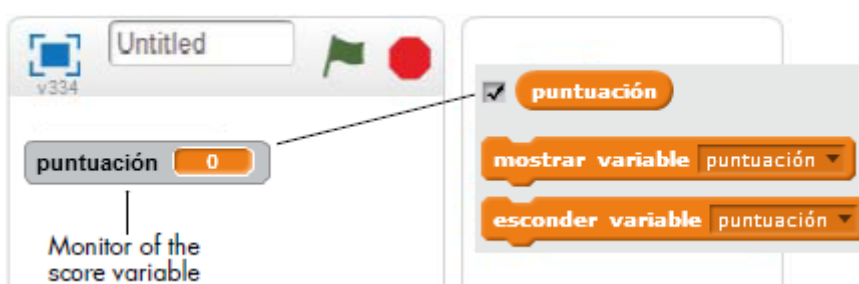 Untitled
v334
puntuación 0
Monitor of the
score variable
puntuación
mostrar variable puntuación
esconder variable puntuación